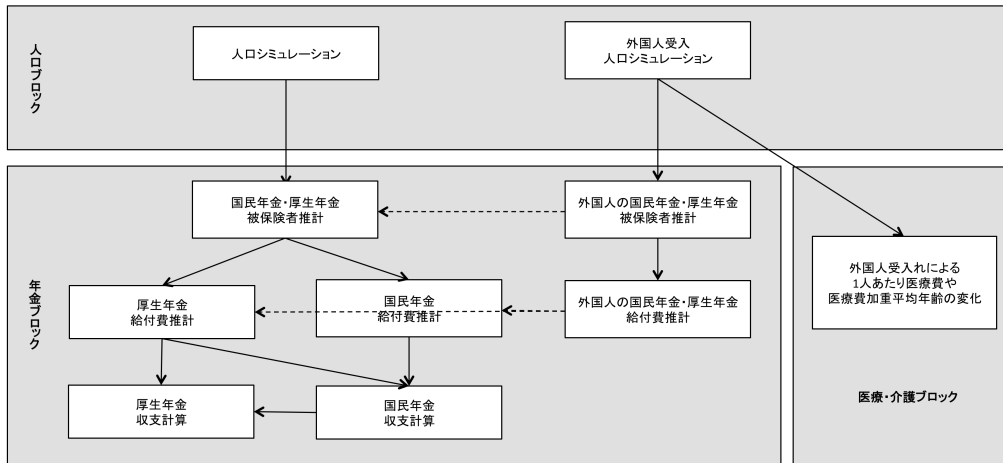 人口ブロック
人口シミュレーション
外国人受入
人口シミュレーション
年金ブロック
国民年金・厚生年金
被保険者推計
外国人の国民年金・厚生年金
被保険者推計
厚生年金
給付費推計
国民年金
給付費推計
外国人の国民年金・厚生年金
給付費推計
厚生年金
収支計算
国民年金
収支計算
外国人受入れによる
1人あたり医療費や
医療費加重平均年齢の変化
医療・介護ブロック